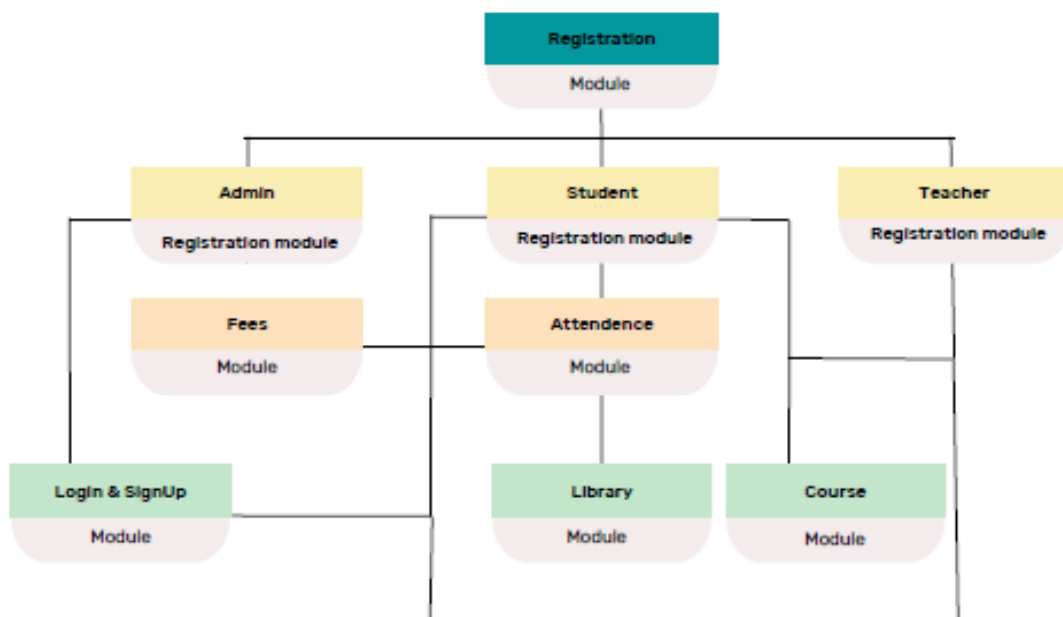 Registration
Module
Admin
Registration module
Student
Registration module
Teacher
Registration module
Fees
Module
Attendence
Module
Login & SignUp
Module
Library
Module
Course
Module